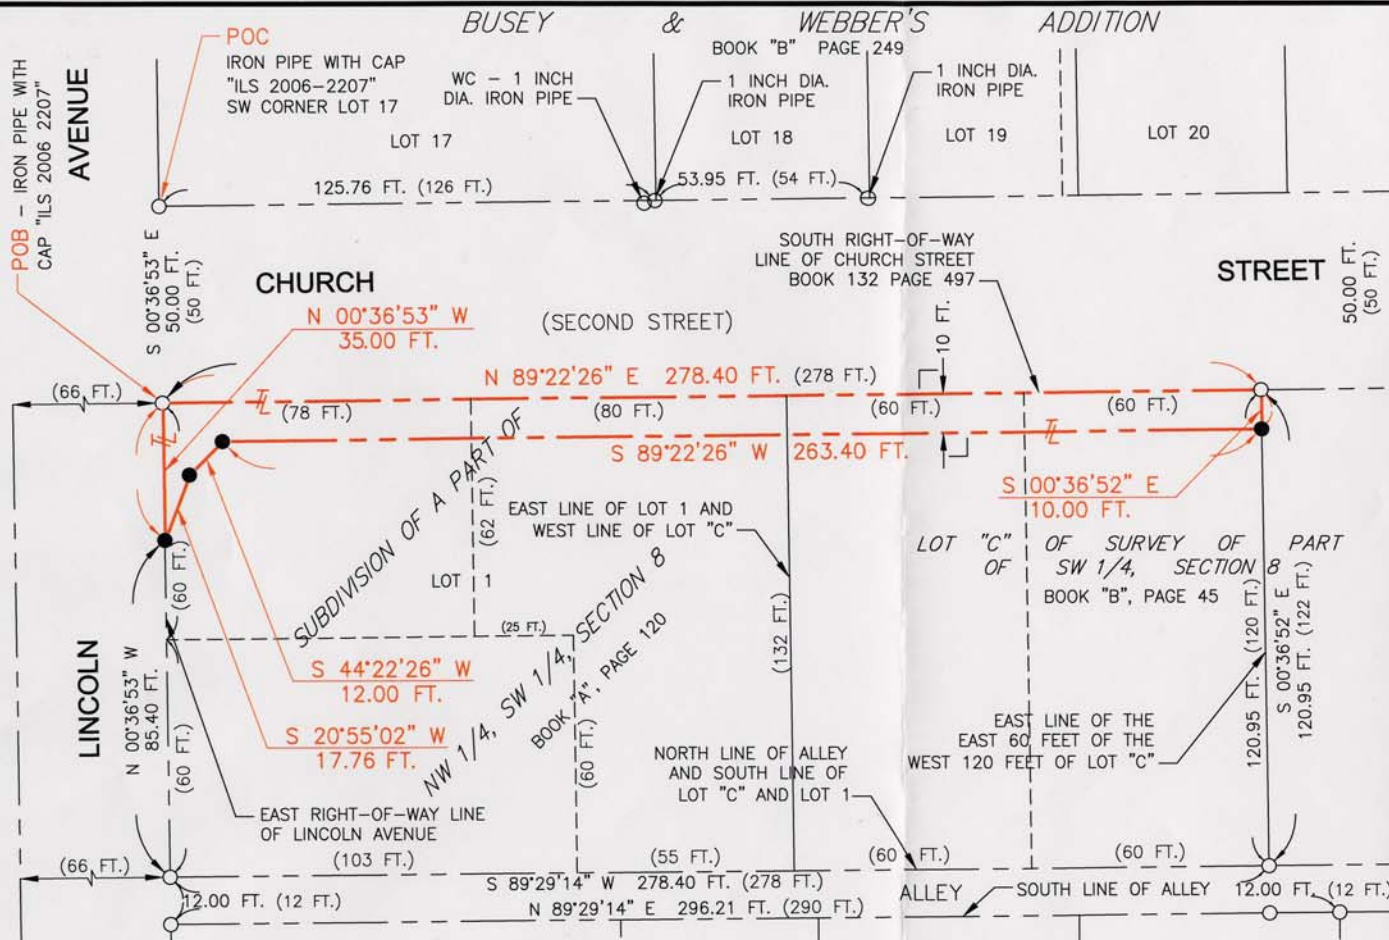 BUSEY & WEBBER'S ADDITION
BOOK "B" PAGE 249
POC
IRON PIPE WITH CAP
"ILS 2006-2207"
SW CORNER LOT 17
WC - 1 INCH
DIA. IRON PIPE
1 INCH DIA.
IRON PIPE
1 INCH DIA.
IRON PIPE
LOT 17
LOT 18
LOT 19
LOT 20
125.76 FT. (126 FT.)
53.95 FT. (54 FT.)
POB - IRON PIPE WITH
CAP "ILS 2006 2207"
AVENUE
S 00°36'53" E
50.00 FT.
(50 FT.)
CHURCH
STREET
(SECOND STREET)
SOUTH RIGHT-OF-WAY
LINE OF CHURCH STREET
BOOK 132 PAGE 497
50.00 FT.
(50 FT.)
N 00°36'53" W
35.00 FT.
10 FT.
N 89°22'26" E 278.40 FT. (278 FT.)
(66 FT.)
(78 FT.)
(80 FT.)
(60 FT.)
(60 FT.)
S 89°22'26" W 263.40 FT.
S 00°36'52" E
10.00 FT.
EAST LINE OF LOT 1 AND
WEST LINE OF LOT "C"
SUBDIVISION OF A PART OF
NW 1/4, SW 1/4, SECTION 8
BOOK "A", PAGE 120
(62 FT.)
LOT 1
(25 FT.)
(60 FT.)
(132 FT.)
LOT "C" OF SURVEY OF PART
OF SW 1/4, SECTION 8
BOOK "B", PAGE 45
(60 FT.)
LINCOLN
N 00°36'53" W
85.40 FT.
(60 FT.)
S 44°22'26" W
12.00 FT.
S 20°55'02" W
17.76 FT.
120.95 FT. (120 FT.)
S 00°36'52" E
120.95 FT. (122 FT.)
EAST LINE OF THE
EAST 60 FEET OF THE
WEST 120 FEET OF LOT "C"
NORTH LINE OF ALLEY
AND SOUTH LINE OF
LOT "C" AND LOT 1
EAST RIGHT-OF-WAY LINE
OF LINCOLN AVENUE
(66 FT.)
(103 FT.)
(55 FT.)
(60 FT.)
(60 FT.)
S 89°29'14" W 278.40 FT. (278 FT.)
ALLEY
SOUTH LINE OF ALLEY
12.00 FT. (12 FT.)
12.00 FT. (12 FT.)
N 89°29'14" E 296.21 FT. (290 FT.)